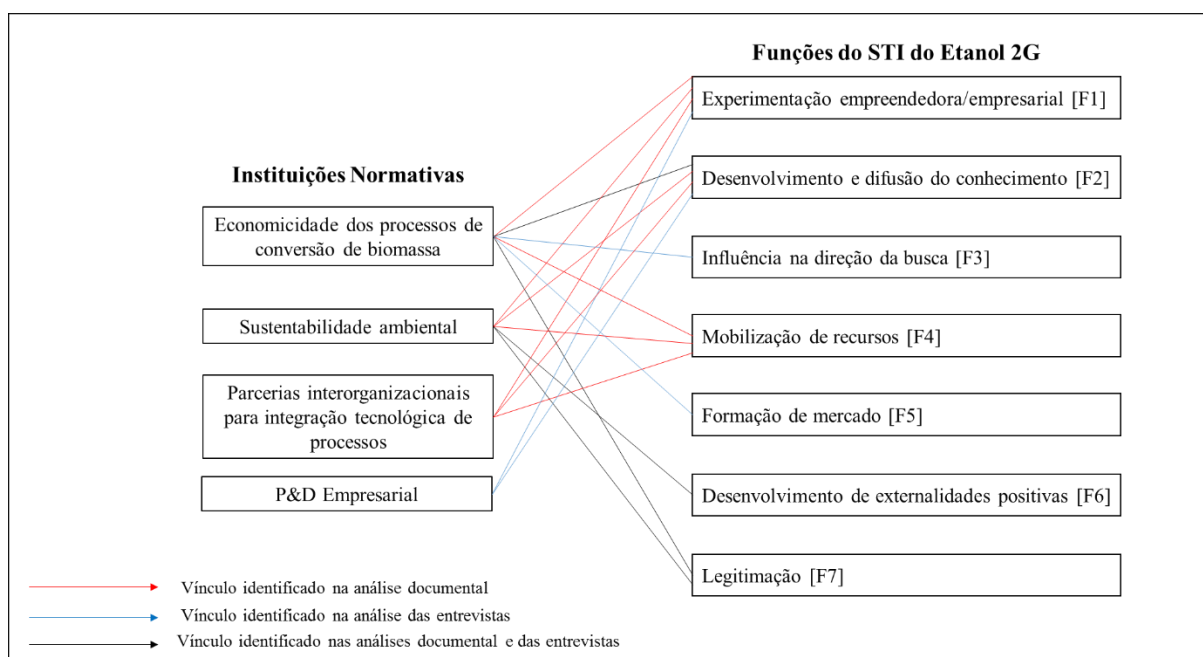 Funções do STI do Etanol 2G
Experimentação empreendedora/empresarial [F1]
Instituições Normativas
Desenvolvimento e difusão do conhecimento [F2]
Economicidade dos processos de
conversão de biomassa
Influência na direção da busca [F3]
Sustentabilidade ambiental
Mobilização de recursos [F4]
Parcerias interorganizacionais
para integração tecnológica de
processos
Formação de mercado [F5]
P&D Empresarial
Desenvolvimento de externalidades positivas [F6]
Legitimação [F7]
Vínculo identificado na análise documental
Vínculo identificado na análise das entrevistas
Vínculo identificado nas análises documental e das entrevistas